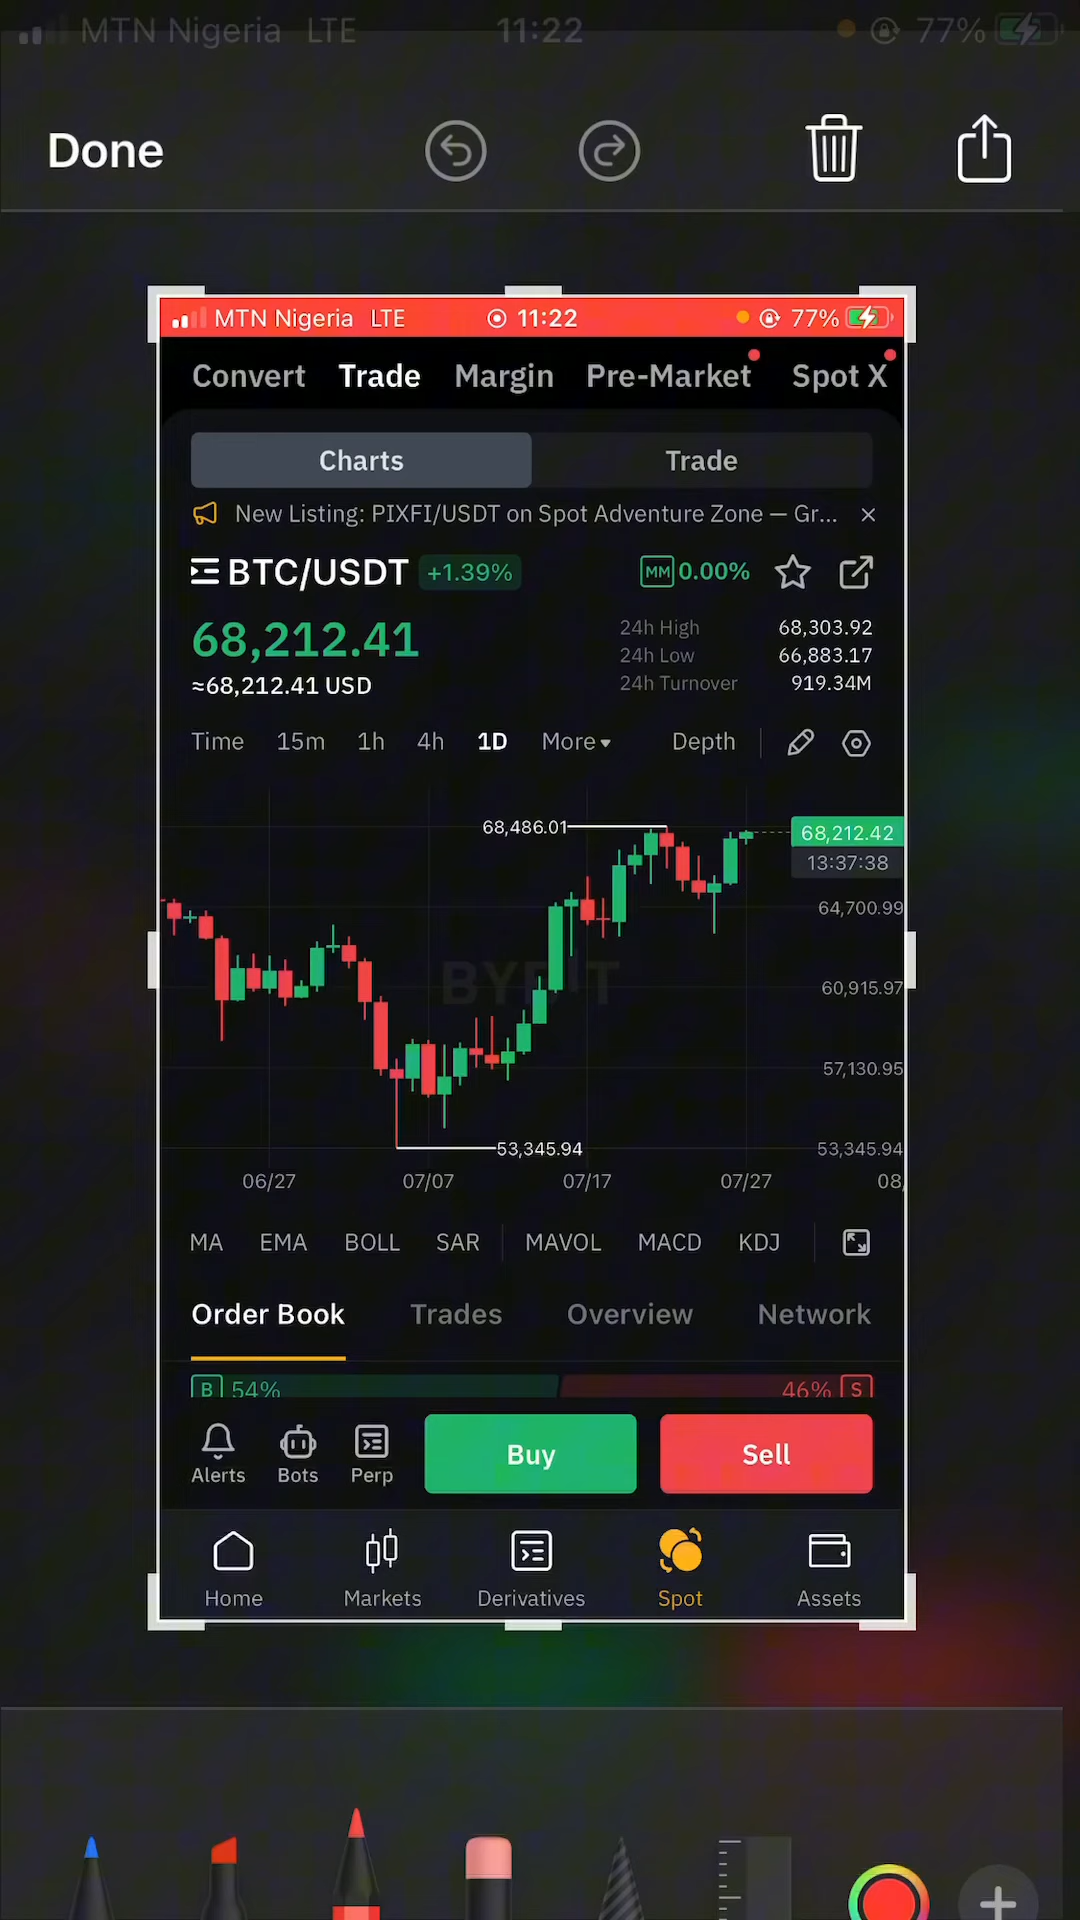 MTN Nigeria LTE 11:22 77%
Done
MTN Nigeria LTE 11:22 77%
Convert Trade Margin Pre-Market Spot X
Charts Trade
New Listing: PIXFI/USDT on Spot Adventure Zone — Gr...
BTC/USDT +1.39% MM 0.00%
68,212.41
≈68,212.41 USD
24h High 68,303.92
24h Low 66,883.17
24h Turnover 919.34M
Time 15m 1h 4h 1D More Depth
68,486.01
68,212.42
13:37:38
64,700.99
BYBIT
60,915.97
57,130.95
53,345.94 53,345.94
06/27 07/07 07/17 07/27 08/
MA EMA BOLL SAR MAVOL MACD KDJ
Order Book Trades Overview Network
B 54% 46% S
Alerts Bots Perp Buy Sell
Home Markets Derivatives Spot Assets